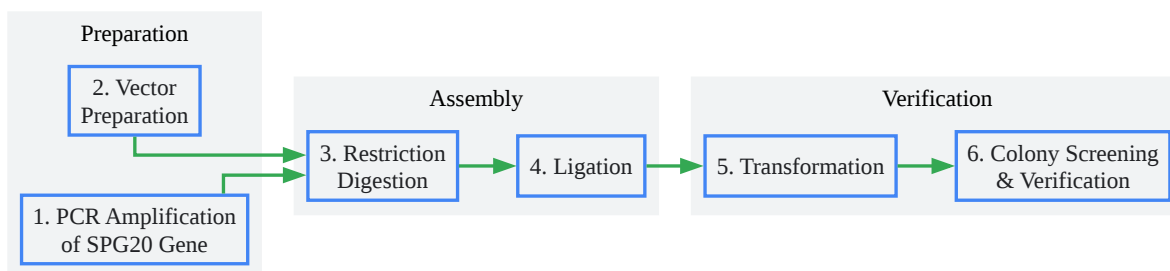 Preparation
2. Vector
Preparation
1. PCR Amplification
of SPG20 Gene
Assembly
3. Restriction
Digestion
4. Ligation
Verification
5. Transformation
6. Colony Screening
& Verification